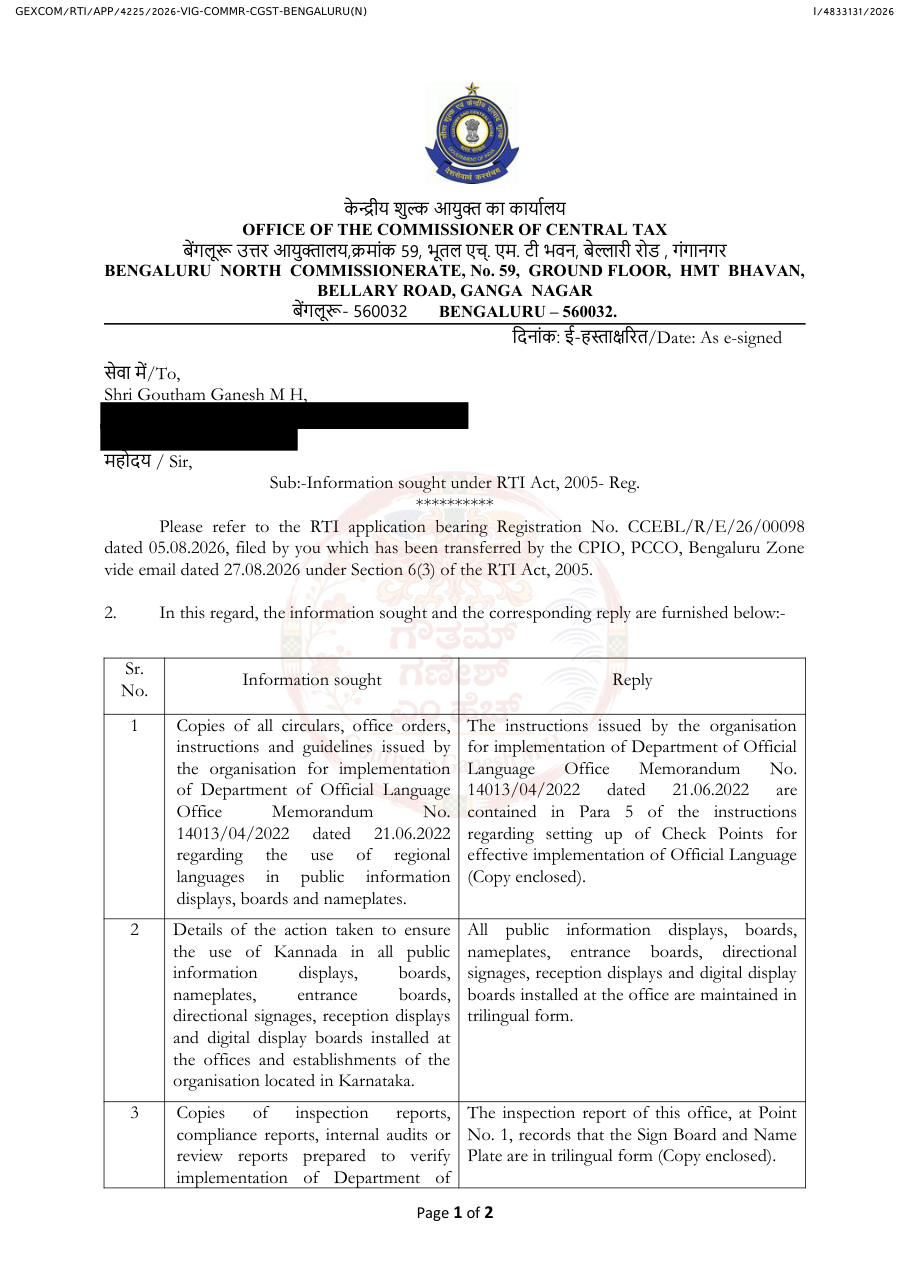 GEXCOM/RTI/APP/4225/2026-VIG-COMMR-CGST-BENGALURU(N)
I/4833131/2026
केन्द्रीय शुल्क आयुक्त का कार्यालय
OFFICE OF THE COMMISSIONER OF CENTRAL TAX
बेंगलूरू उत्तर आयुक्तालय,क्रमांक 59, भूतल एच्. एम. टी भवन, बेल्लारी रोड , गंगानगर
BENGALURU NORTH COMMISSIONERATE, No. 59, GROUND FLOOR, HMT BHAVAN,
BELLARY ROAD, GANGA NAGAR
बेंगलूरू- 560032 BENGALURU – 560032.
दिनांक: ई-हस्ताक्षरित/Date: As e-signed
सेवा में/To,
Shri Goutham Ganesh M H,
महोदय / Sir,
Sub:-Information sought under RTI Act, 2005- Reg.
**********
Please refer to the RTI application bearing Registration No. CCEBL/R/E/26/00098
dated 05.08.2026, filed by you which has been transferred by the CPIO, PCCO, Bengaluru Zone
vide email dated 27.08.2026 under Section 6(3) of the RTI Act, 2005.
2. In this regard, the information sought and the corresponding reply are furnished below:-
ಗೌತಮ್
ಗಣೇಶ್
ಎಂ ಹೆಚ್
Sr.
No.
Information sought
Reply
1
Copies of all circulars, office orders,
instructions and guidelines issued by
the organisation for implementation
of Department of Official Language
Office Memorandum No.
14013/04/2022 dated 21.06.2022
regarding the use of regional
languages in public information
displays, boards and nameplates.
The instructions issued by the organisation
for implementation of Department of Official
Language Office Memorandum No.
14013/04/2022 dated 21.06.2022 are
contained in Para 5 of the instructions
regarding setting up of Check Points for
effective implementation of Official Language
(Copy enclosed).
2
Details of the action taken to ensure
the use of Kannada in all public
information displays, boards,
nameplates, entrance boards,
directional signages, reception displays
and digital display boards installed at
the offices and establishments of the
organisation located in Karnataka.
All public information displays, boards,
nameplates, entrance boards, directional
signages, reception displays and digital display
boards installed at the office are maintained in
trilingual form.
3
Copies of inspection reports,
compliance reports, internal audits or
review reports prepared to verify
implementation of Department of
The inspection report of this office, at Point
No. 1, records that the Sign Board and Name
Plate are in trilingual form (Copy enclosed).
Page 1 of 2